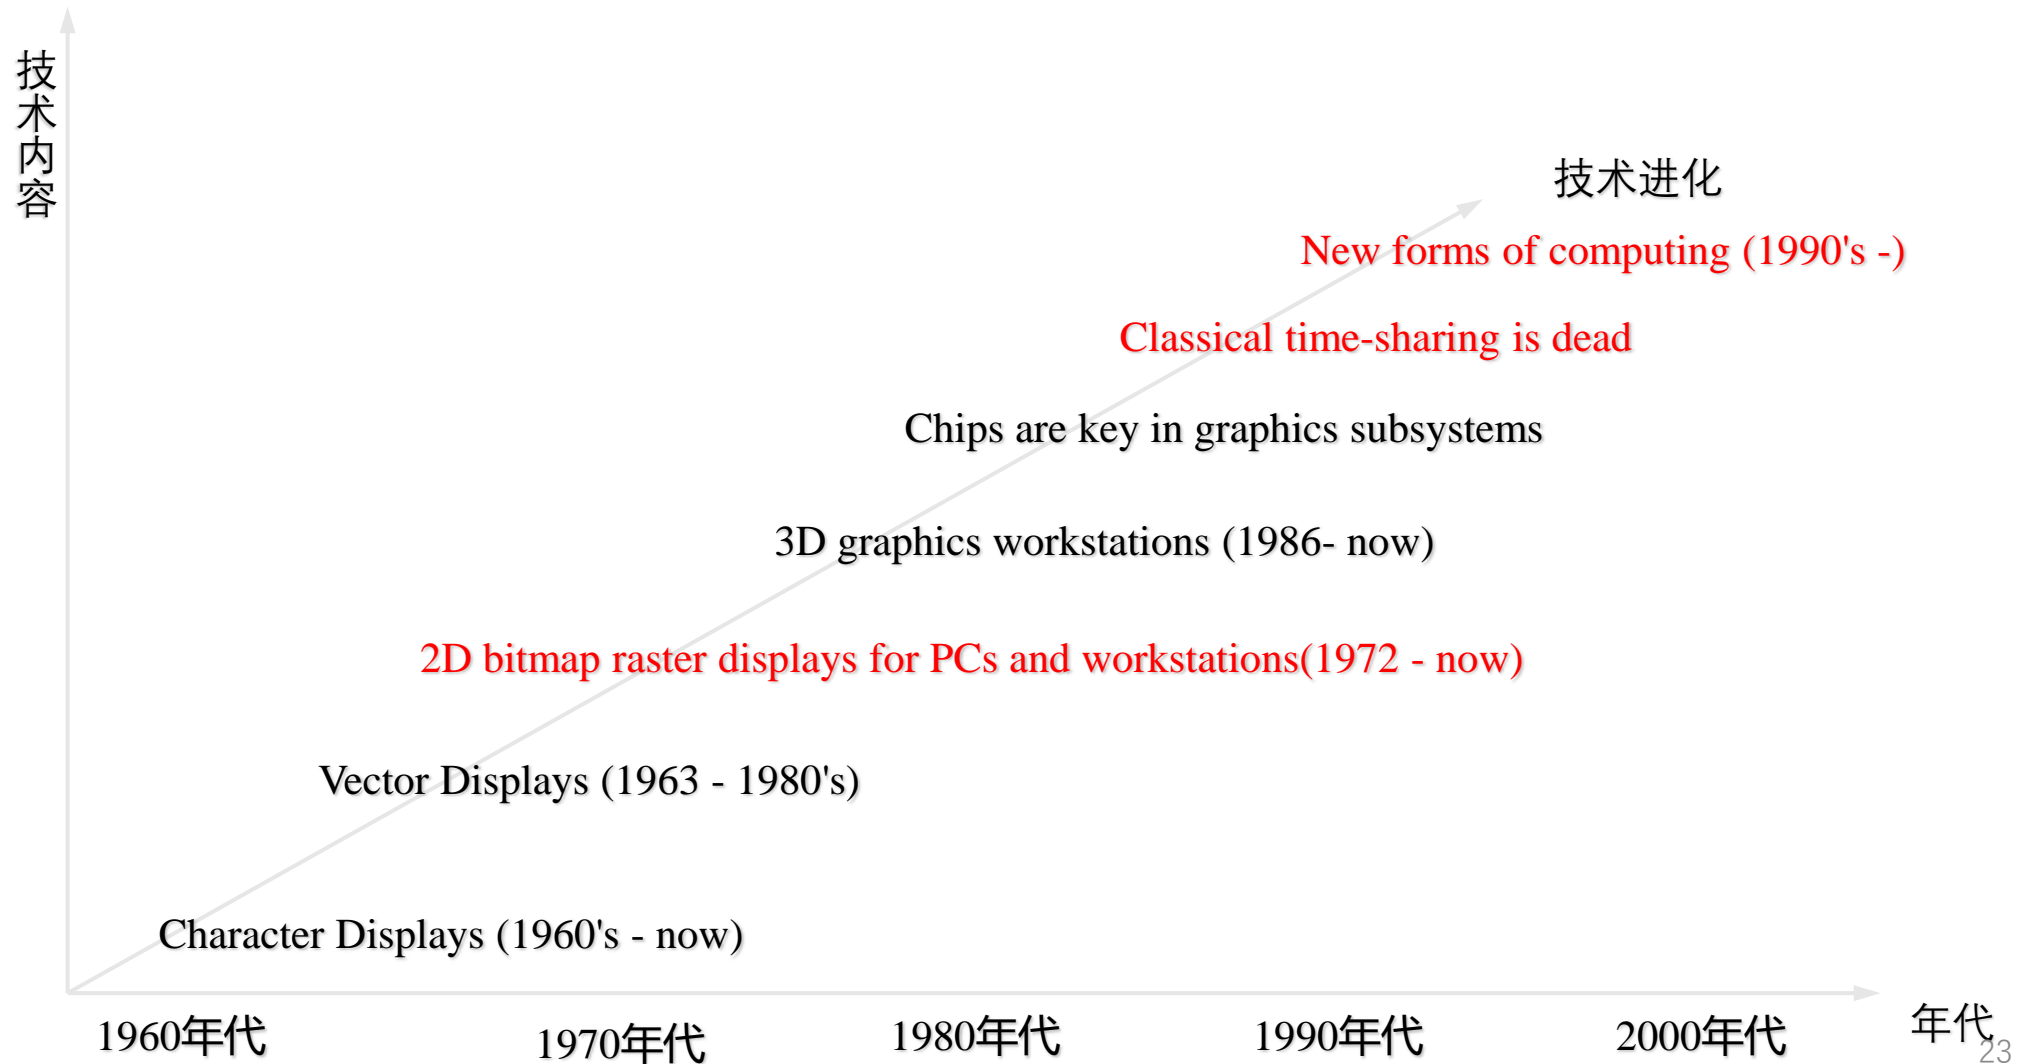 技术内容
技术进化
New forms of computing (1990's -)
Classical time-sharing is dead
Chips are key in graphics subsystems
3D graphics workstations (1986- now)
2D bitmap raster displays for PCs and workstations(1972 - now)
Vector Displays (1963 - 1980's)
Character Displays (1960's - now)
1960年代
1970年代
1980年代
1990年代
2000年代
年代
23